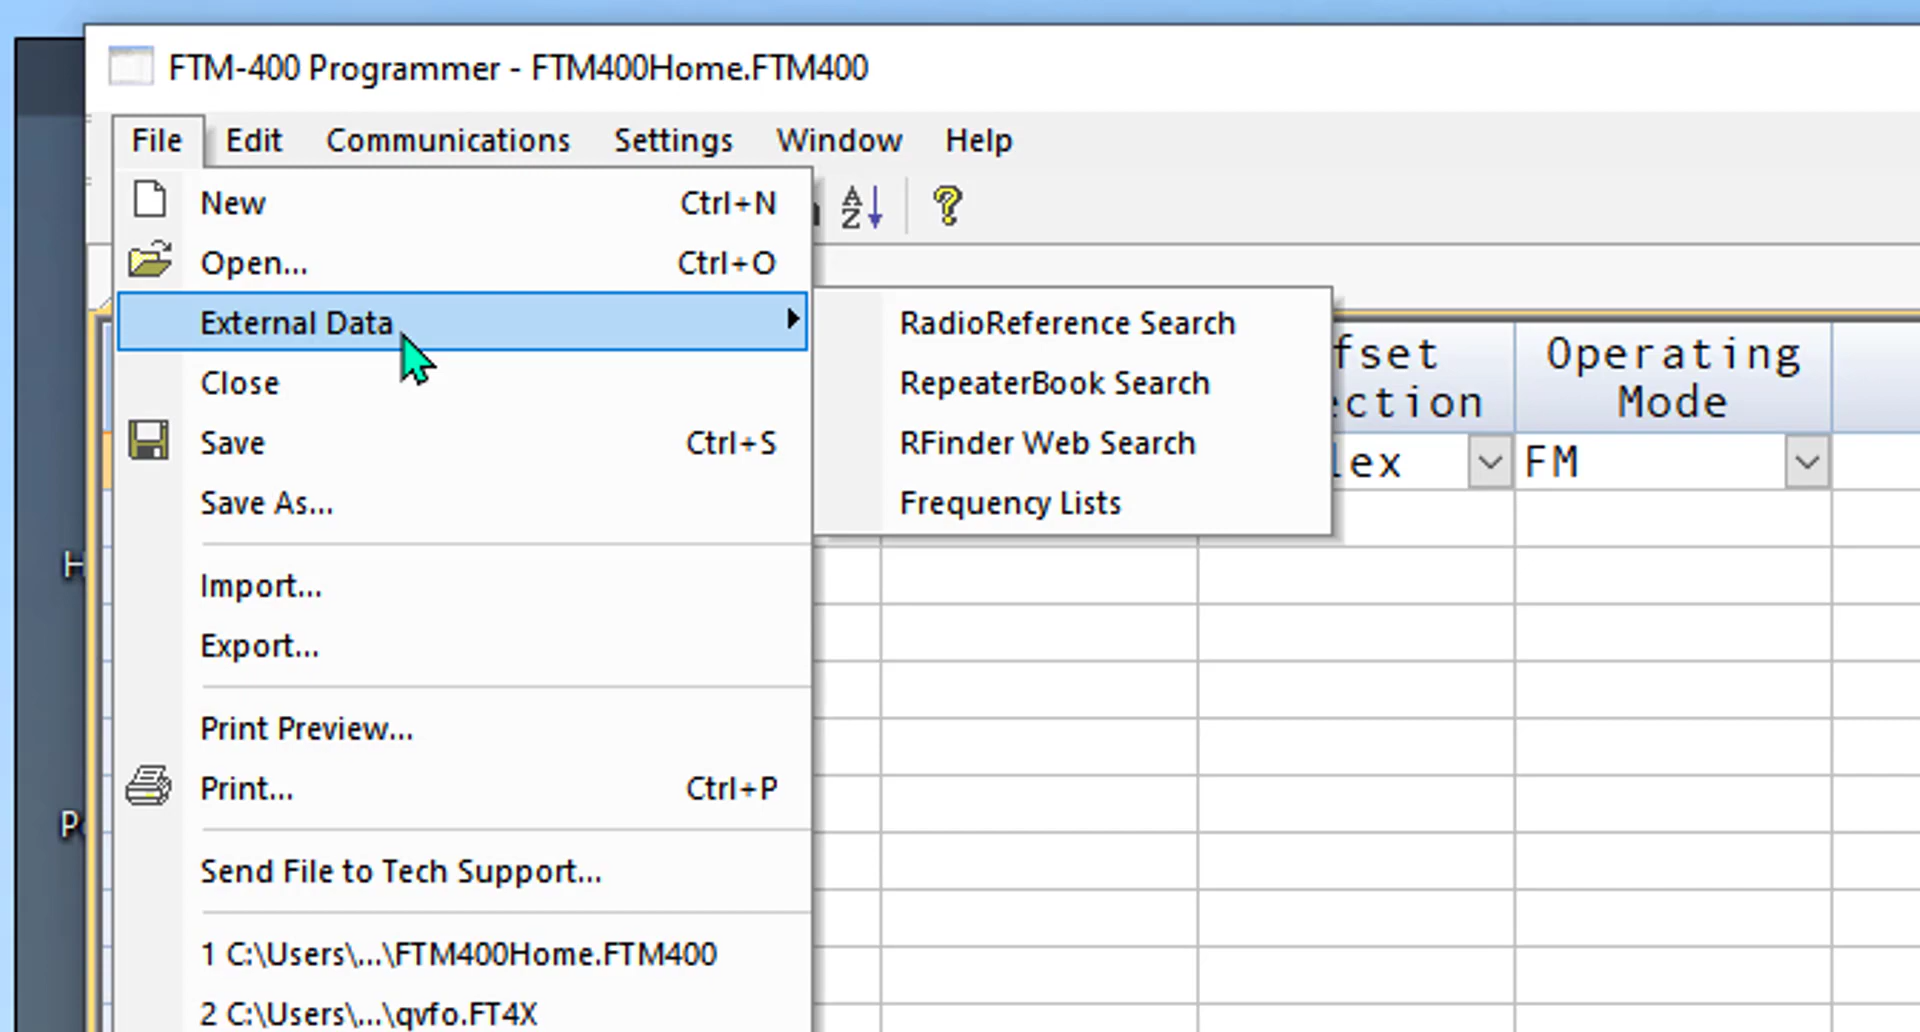 FTM-400 Programmer - FTM400Home.FTM400
File Edit Communications Settings Window Help
New Ctrl+N
Open... Ctrl+O
External Data
Close
Save Ctrl+S
Save As...
Import...
Export...
Print Preview...
Print... Ctrl+P
Send File to Tech Support...
1 C:\Users\...\FTM400Home.FTM400
2 C:\Users\...\qvfo.FT4X
RadioReference Search
RepeaterBook Search
RFinder Web Search
Frequency Lists
fset
ection
Operating
Mode
lex
FM